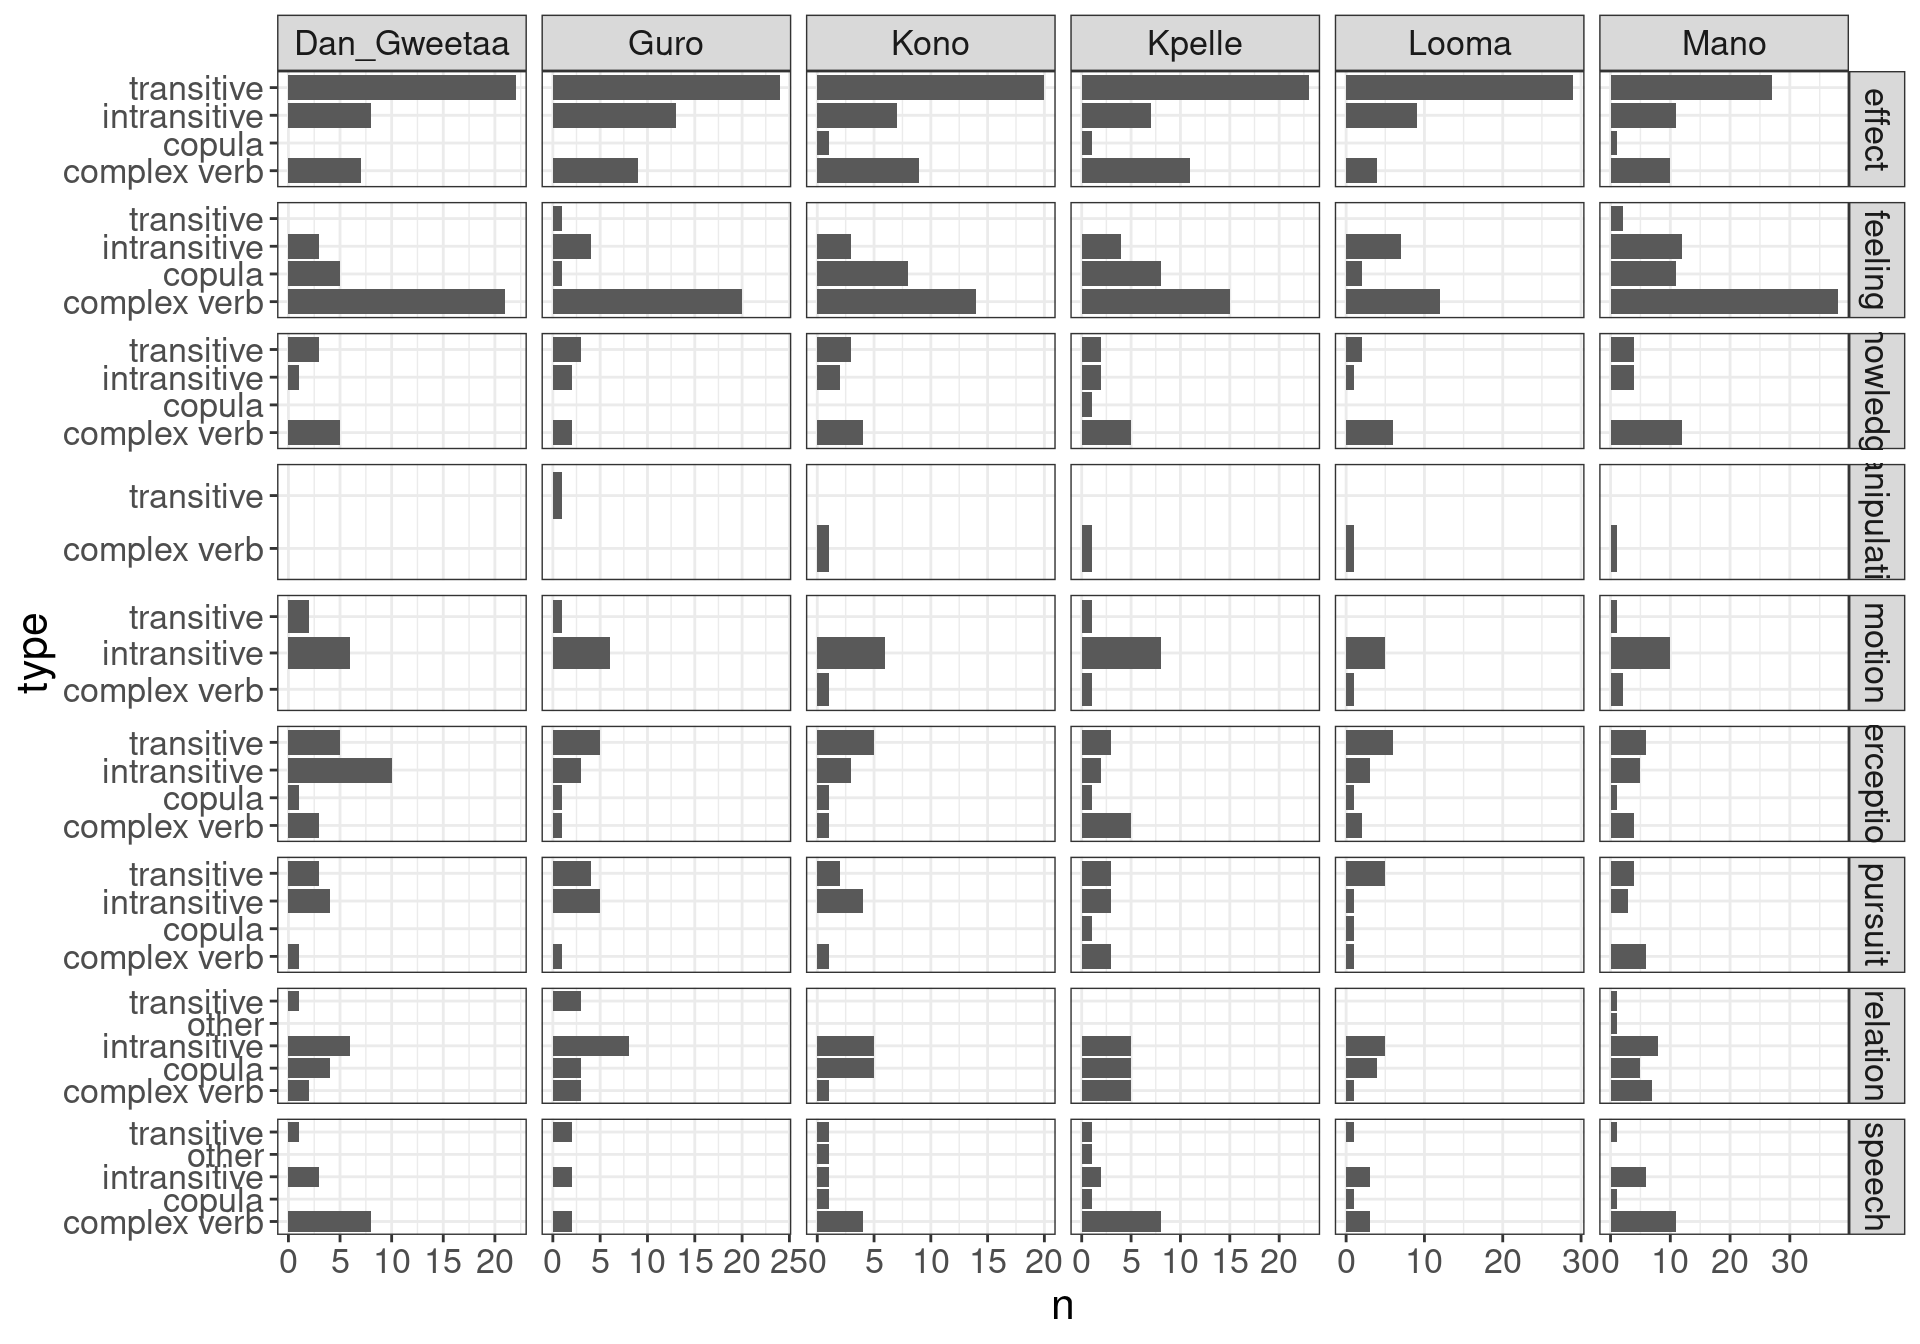 Dan_Gweetaa Guro Kono Kpelle Looma Mano
transitive
intransitive
copula
complex verb
effect
transitive
intransitive
copula
complex verb
feeling
transitive
intransitive
copula
complex verb
nowledg
transitive
complex verb
anipulati
transitive
intransitive
complex verb
motion
transitive
intransitive
copula
complex verb
erceptio
transitive
intransitive
copula
complex verb
pursuit
transitive
other
intransitive
copula
complex verb
relation
transitive
other
intransitive
copula
complex verb
speech
type
0 5 10 15 20 0 5 10 15 20 25 0 5 10 15 20 0 5 10 15 20 0 10 20 30 0 10 20 30
n